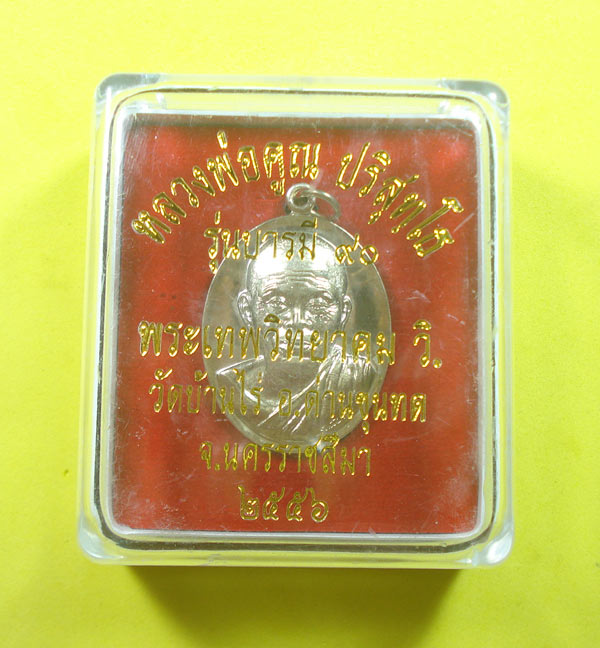 หลวงพ่อคูณ ปริสุทฺโธ
รุ่นบารมี ๙๐
พระเทพวิทยาคม วิ.
วัดบ้านไร่ อ.ด่านขุนทด
จ.นครราชสีมา
๒๕๕๖